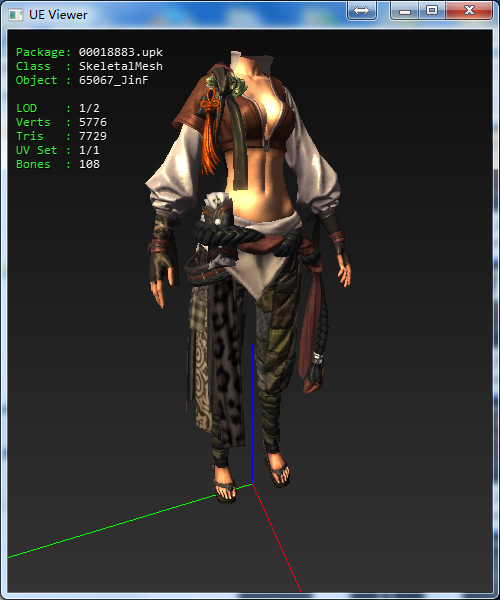 UE Viewer
Package: 00018883.upk
Class : SkeletalMesh
Object : 65067_JinF
LOD : 1/2
Verts : 5776
Tris : 7729
UV Set : 1/1
Bones : 108